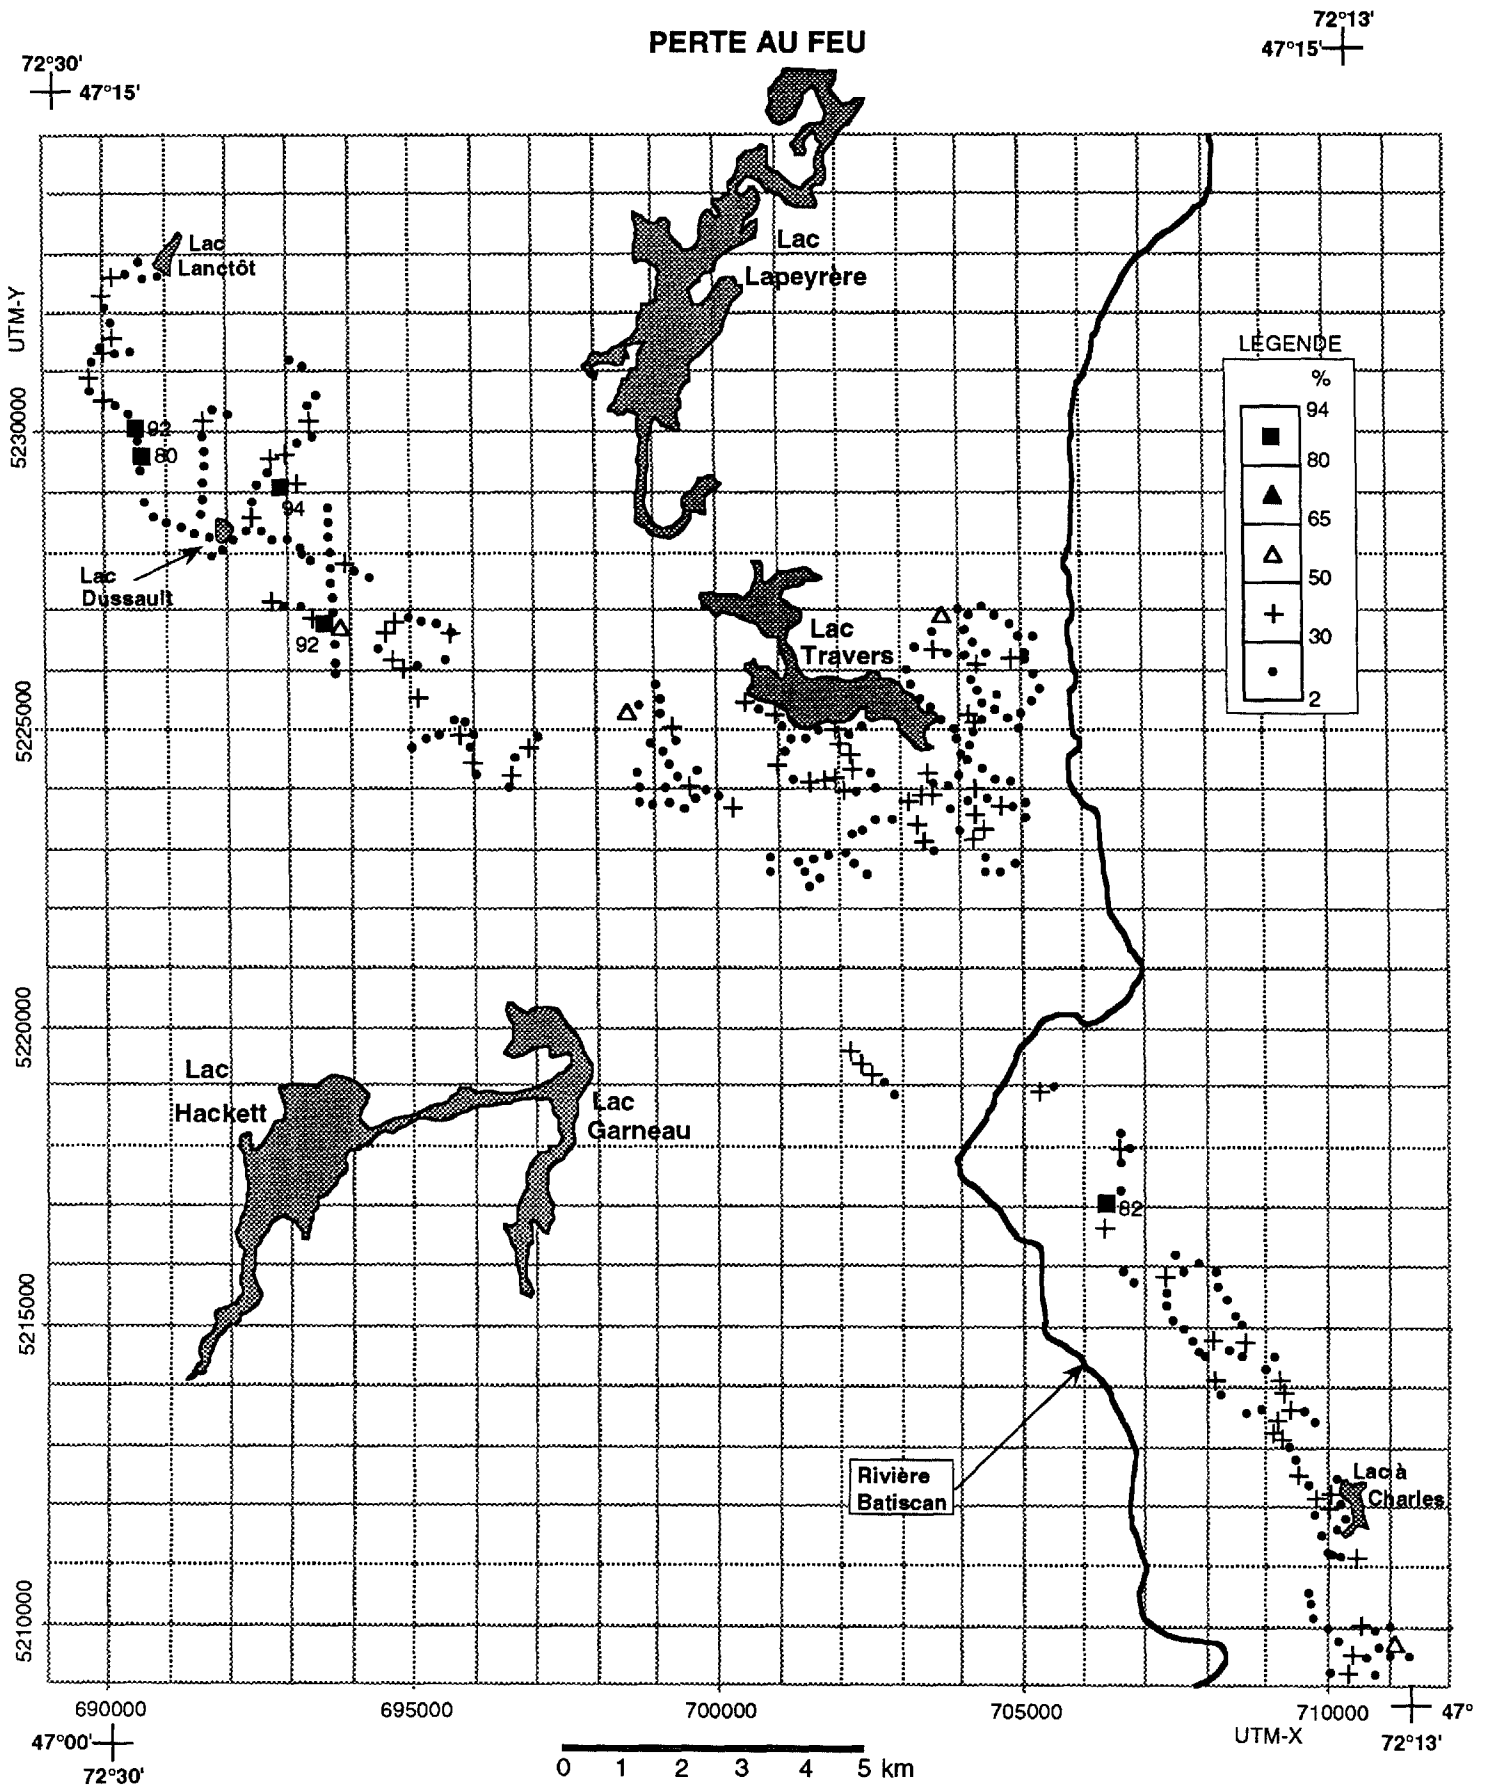 PERTE AU FEU
72°30'
47°15'
72°13'
47°15'
UTM-Y
5230000
5225000
5220000
5215000
5210000
Lac
Lanctôt
Lac
Lapeyrère
LÉGENDE
%
94
80
65
50
30
2
92
80
94
Lac
Dussault
92
Lac
Travers
Lac
Hackett
Lac
Garneau
82
Rivière
Batiscan
Lac à
Charles
690000
695000
700000
705000
710000
47°
72°13'
UTM-X
47°00'
72°30'
0 1 2 3 4 5 km